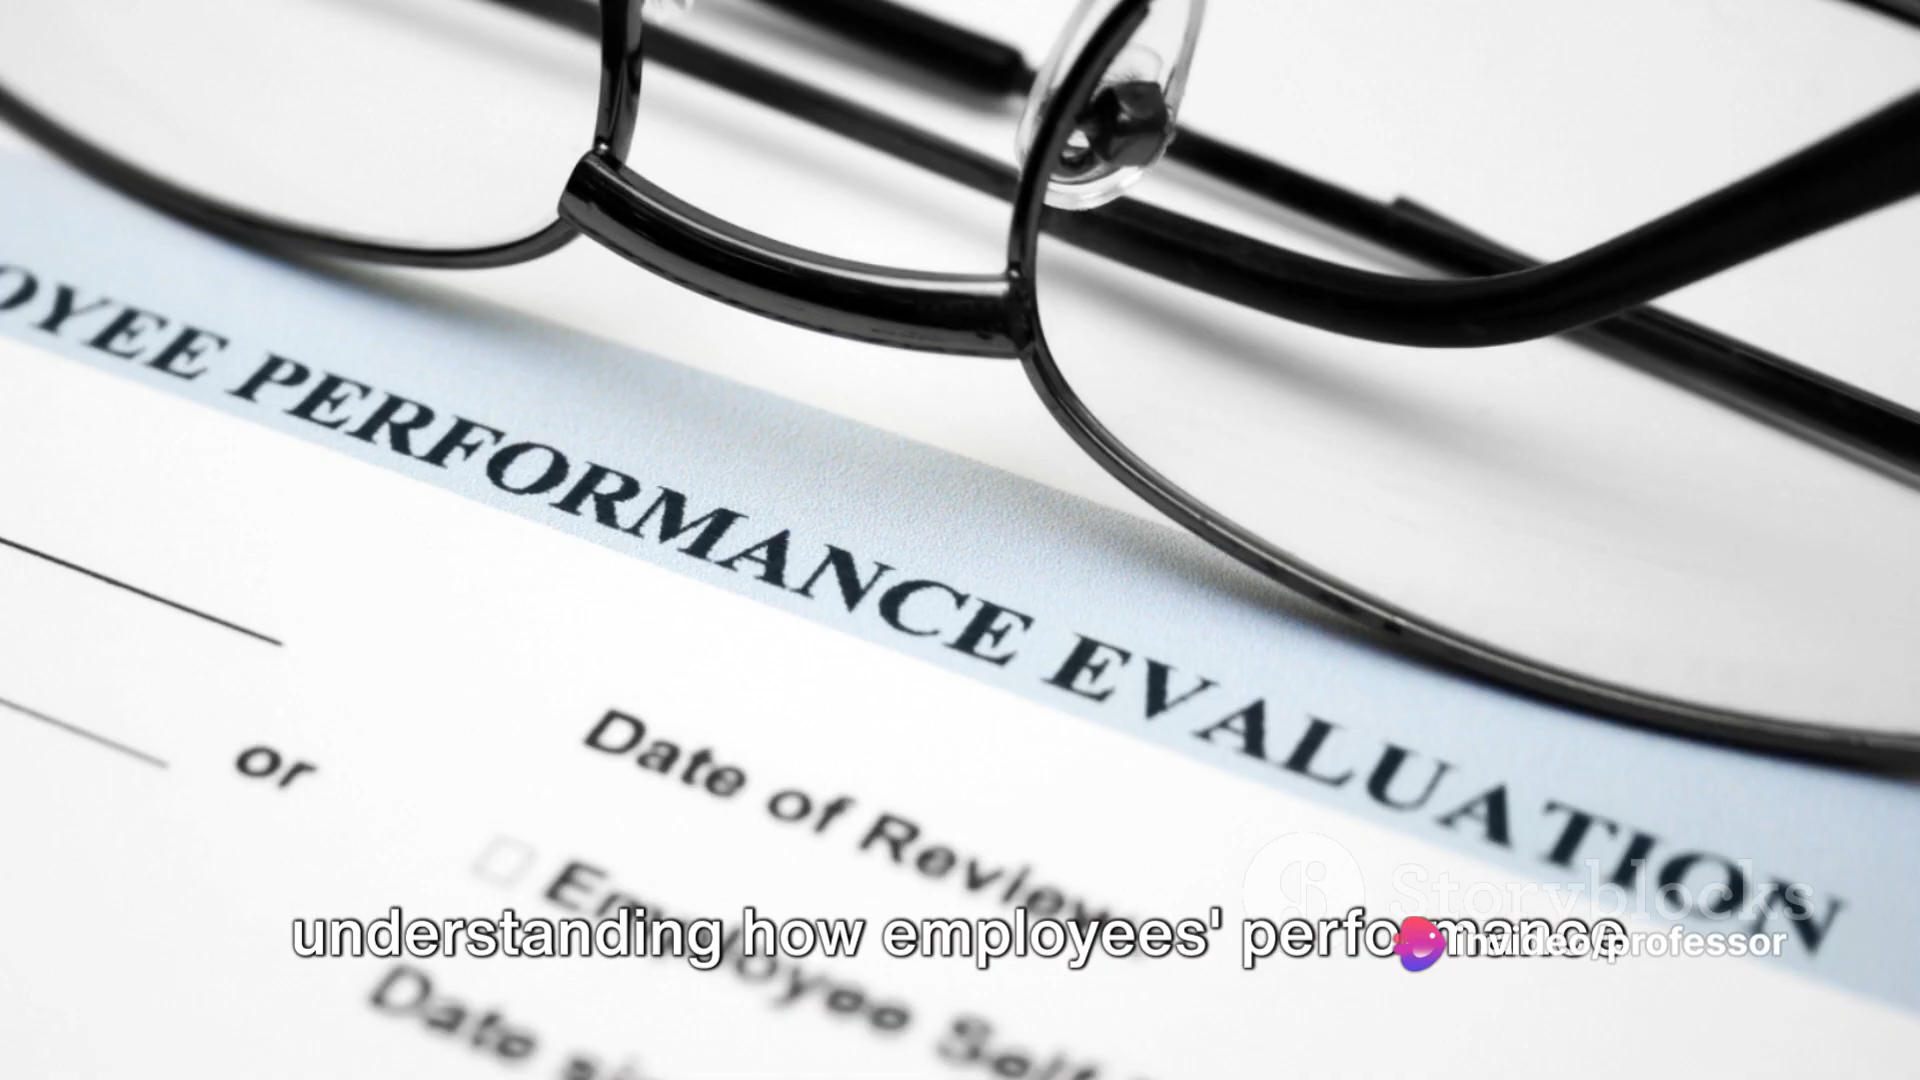 OYEE PERFORMANCE EVALUATION
or
Date of Review
Employee Self
Date
Storyblocks
understanding how employees' performance
invideo/professor